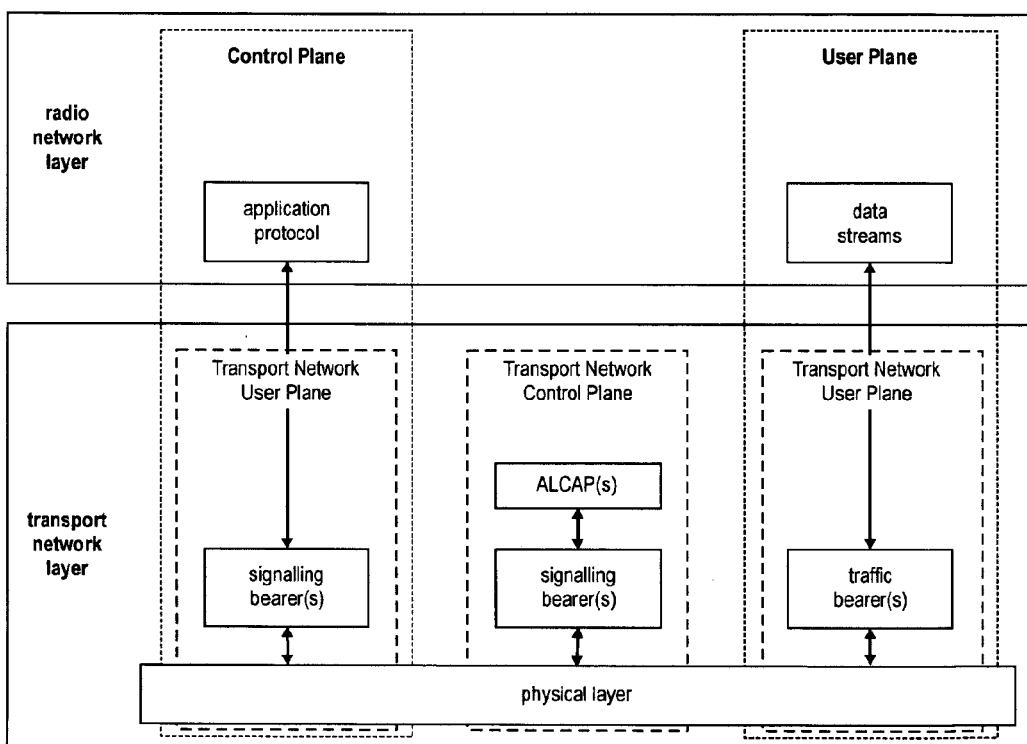 Control Plane
User Plane
radio
network
layer
application
protocol
data
streams
Transport Network
User Plane
Transport Network
Control Plane
Transport Network
User Plane
ALCAP(s)
transport
network
layer
signalling
bearer(s)
signalling
bearer(s)
traffic
bearer(s)
physical layer